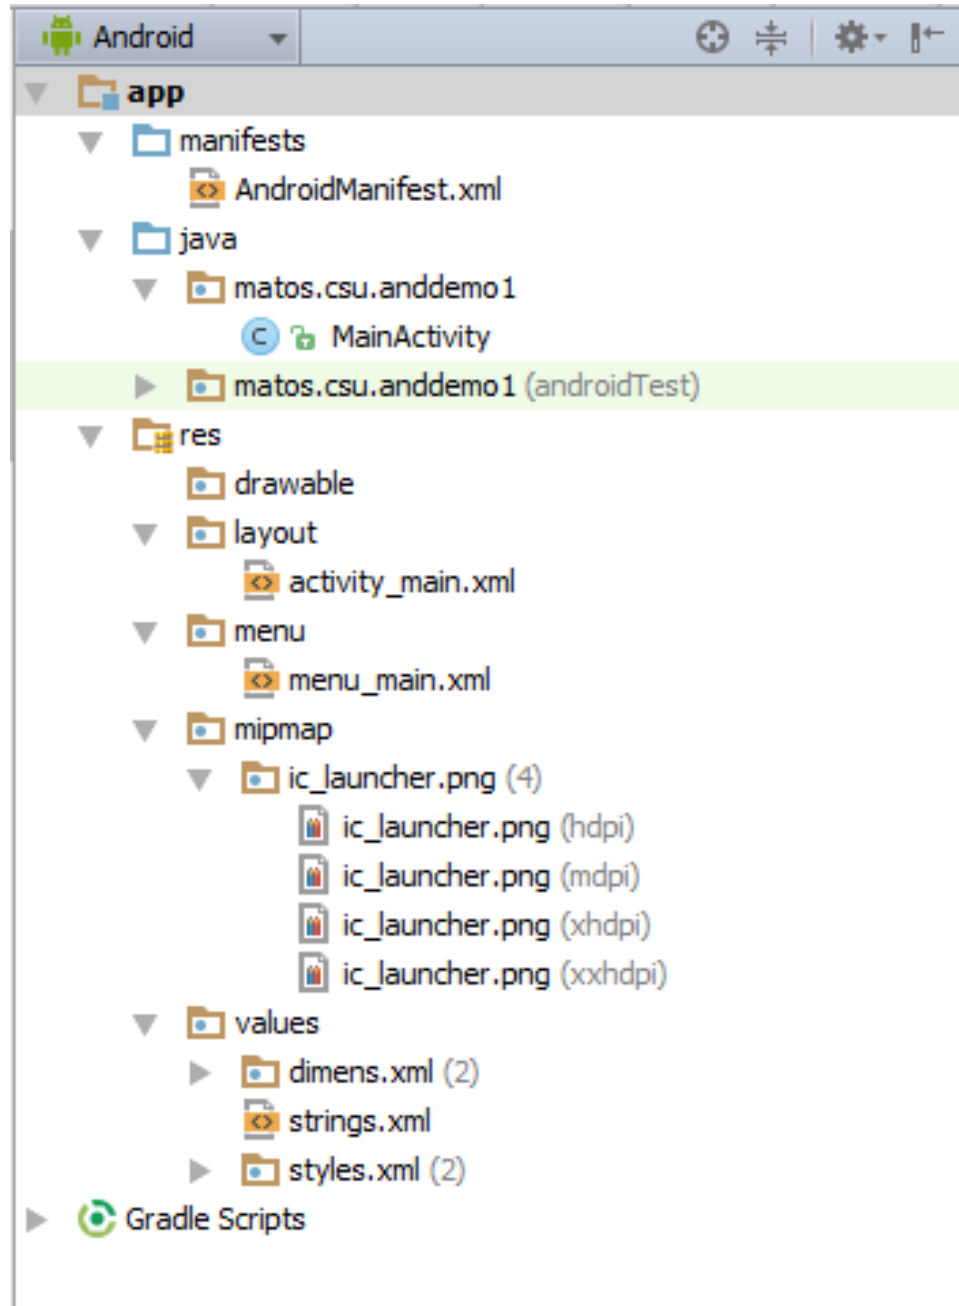 Android
app
manifests
AndroidManifest.xml
java
matos.csu.anddemo1
C MainActivity
matos.csu.anddemo1 (androidTest)
res
drawable
layout
activity_main.xml
menu
menu_main.xml
mipmap
ic_launcher.png (4)
ic_launcher.png (hdpi)
ic_launcher.png (mdpi)
ic_launcher.png (xhdpi)
ic_launcher.png (xxhdpi)
values
dimens.xml (2)
strings.xml
styles.xml (2)
Gradle Scripts